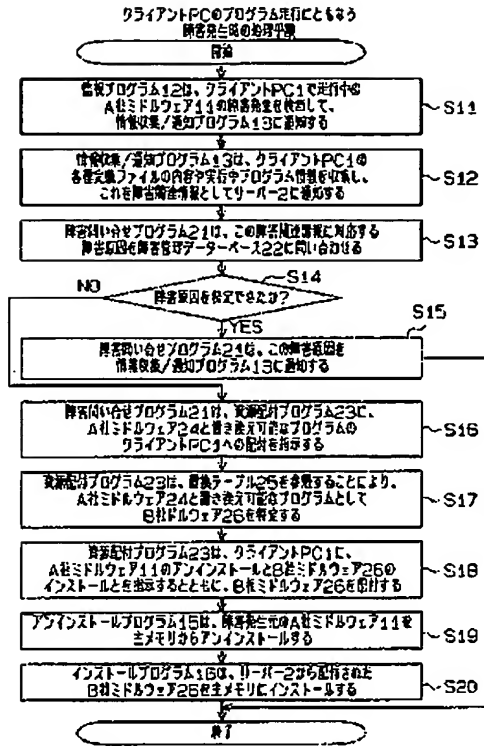 クライアントPCのプログラム走行にともなう
障害発生時の処理手順
開始
監視プログラム12は、クライアントPC1で走行中の
A社ミドルウェア11の障害発生を検出して、
情報収集/通知プログラム13に通知する
S11
情報収集/通知プログラム13は、クライアントPC1の
各種定義ファイルの内容や実行中プログラム情報を収集し、
これを障害関連情報としてサーバー2に通知する
S12
障害問い合せプログラム21は、この障害関連情報に対応する
障害原因を障害管理データーベース22に問い合わせる
S13
S14
障害原因を特定できたか?
NO
YES
S15
障害問い合せプログラム21は、この障害原因を
情報収集/通知プログラム13に通知する
障害問い合せプログラム21は、資源配付プログラム23に、
A社ミドルウェア24と置き換え可能なプログラムの
クライアントPC1への配付を指示する
S16
資源配付プログラム23は、置換テーブル25を参照することにより、
A社ミドルウェア24と置き換え可能なプログラムとして
B社ドルウェア26を特定する
S17
資源配付プログラム23は、クライアントPC1に、
A社ミドルウェア11のアンインストールとB社ミドルウェア26の
インストールとを指示するとともに、B社ミドルウェア26を配付する
S18
アンインストールプログラム15は、障害発生元のA社ミドルウェア11を
主メモリからアンインストールする
S19
インストールプログラム16は、サーバー2から配付された
B社ミドルウェア26を主メモリにインストールする
S20
終了